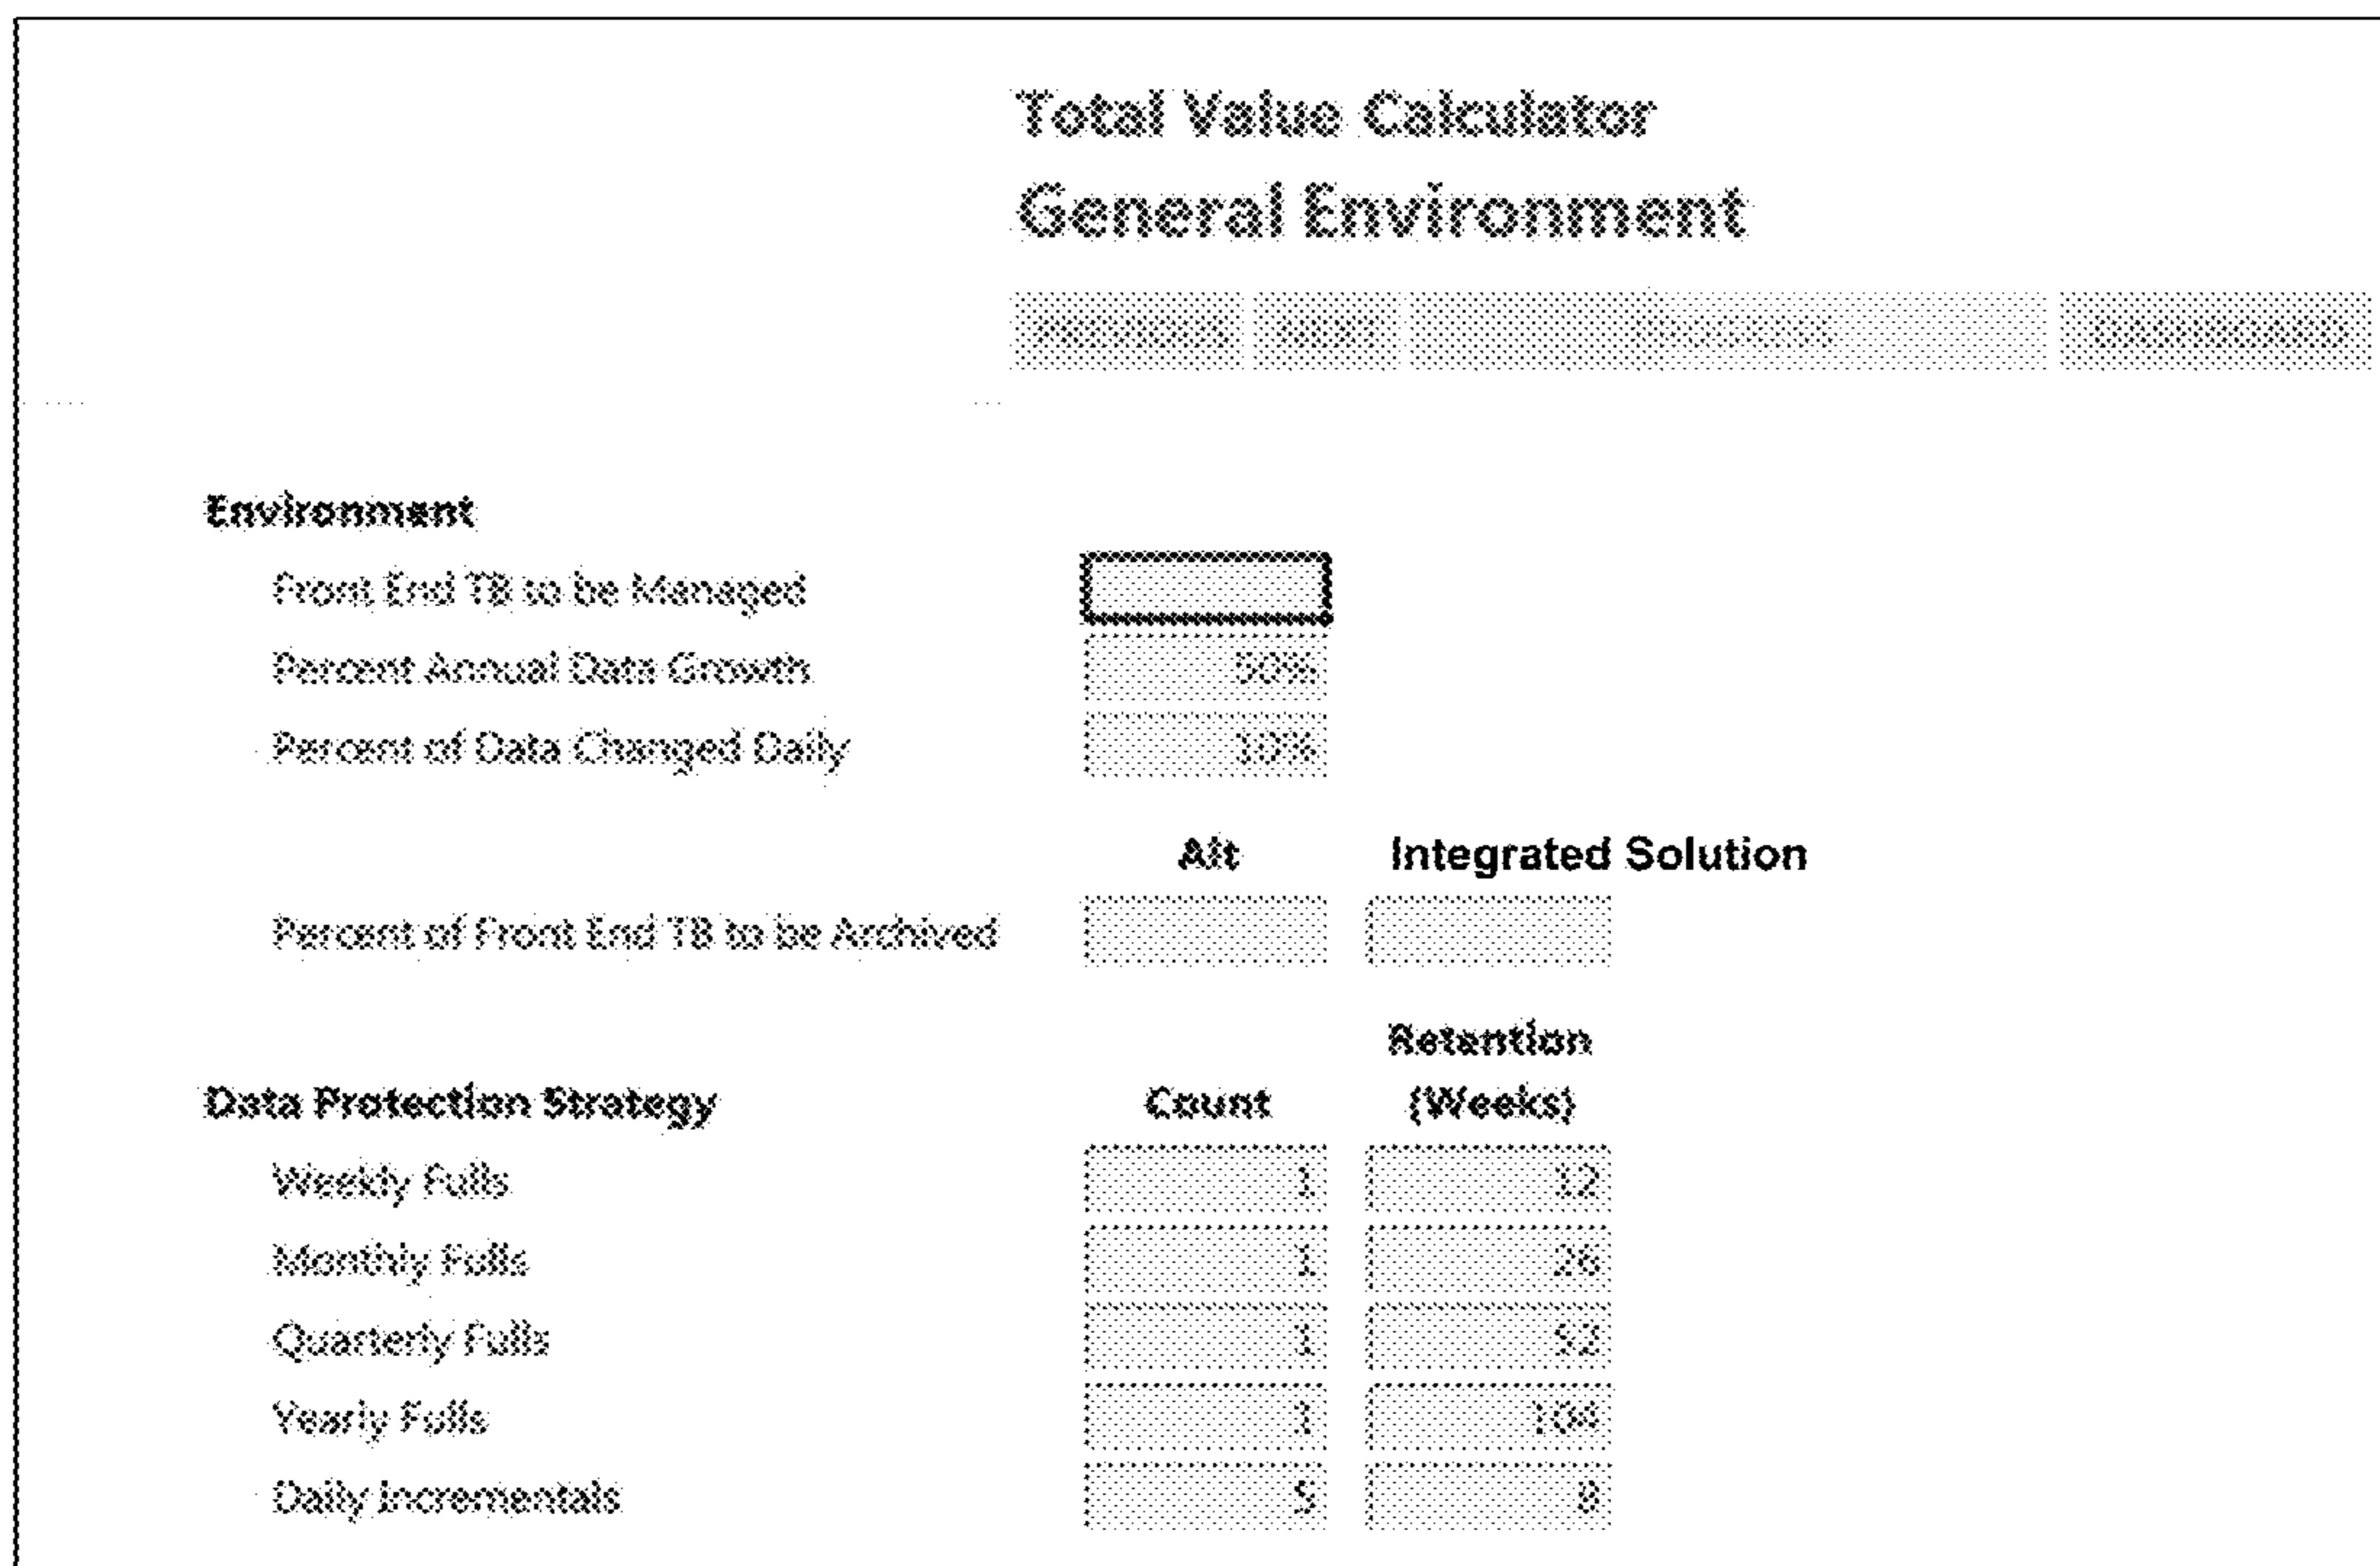 Total Value Calculator
General Environment
PREVIOUS NEXT DASHBOARD
Environment
Front End TB to be Managed
Percent Annual Data Growth 50%
Percent of Data Changed Daily 10%
Alt Integrated Solution
Percent of Front End TB to be Archived
Retention
Data Protection Strategy Count (Weeks)
Weekly Fulls 1 12
Monthly Fulls 1 26
Quarterly Fulls 1 52
Yearly Fulls 1 104
Daily Incrementals 5 8